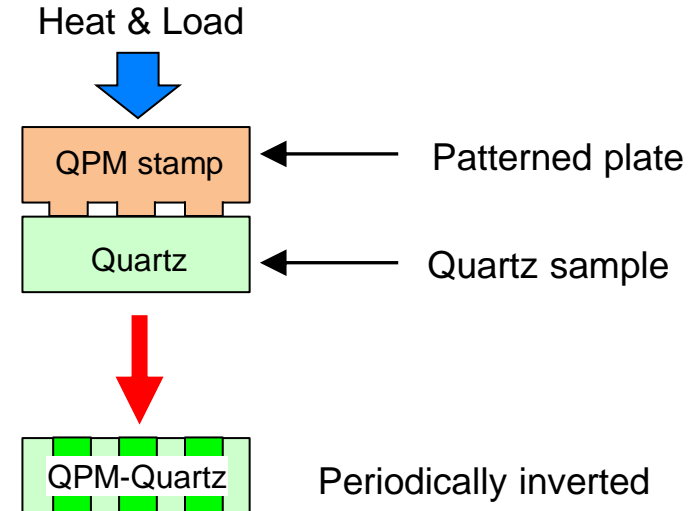 Heat & Load
QPM stamp
Patterned plate
Quartz
Quartz sample
QPM-Quartz
Periodically inverted